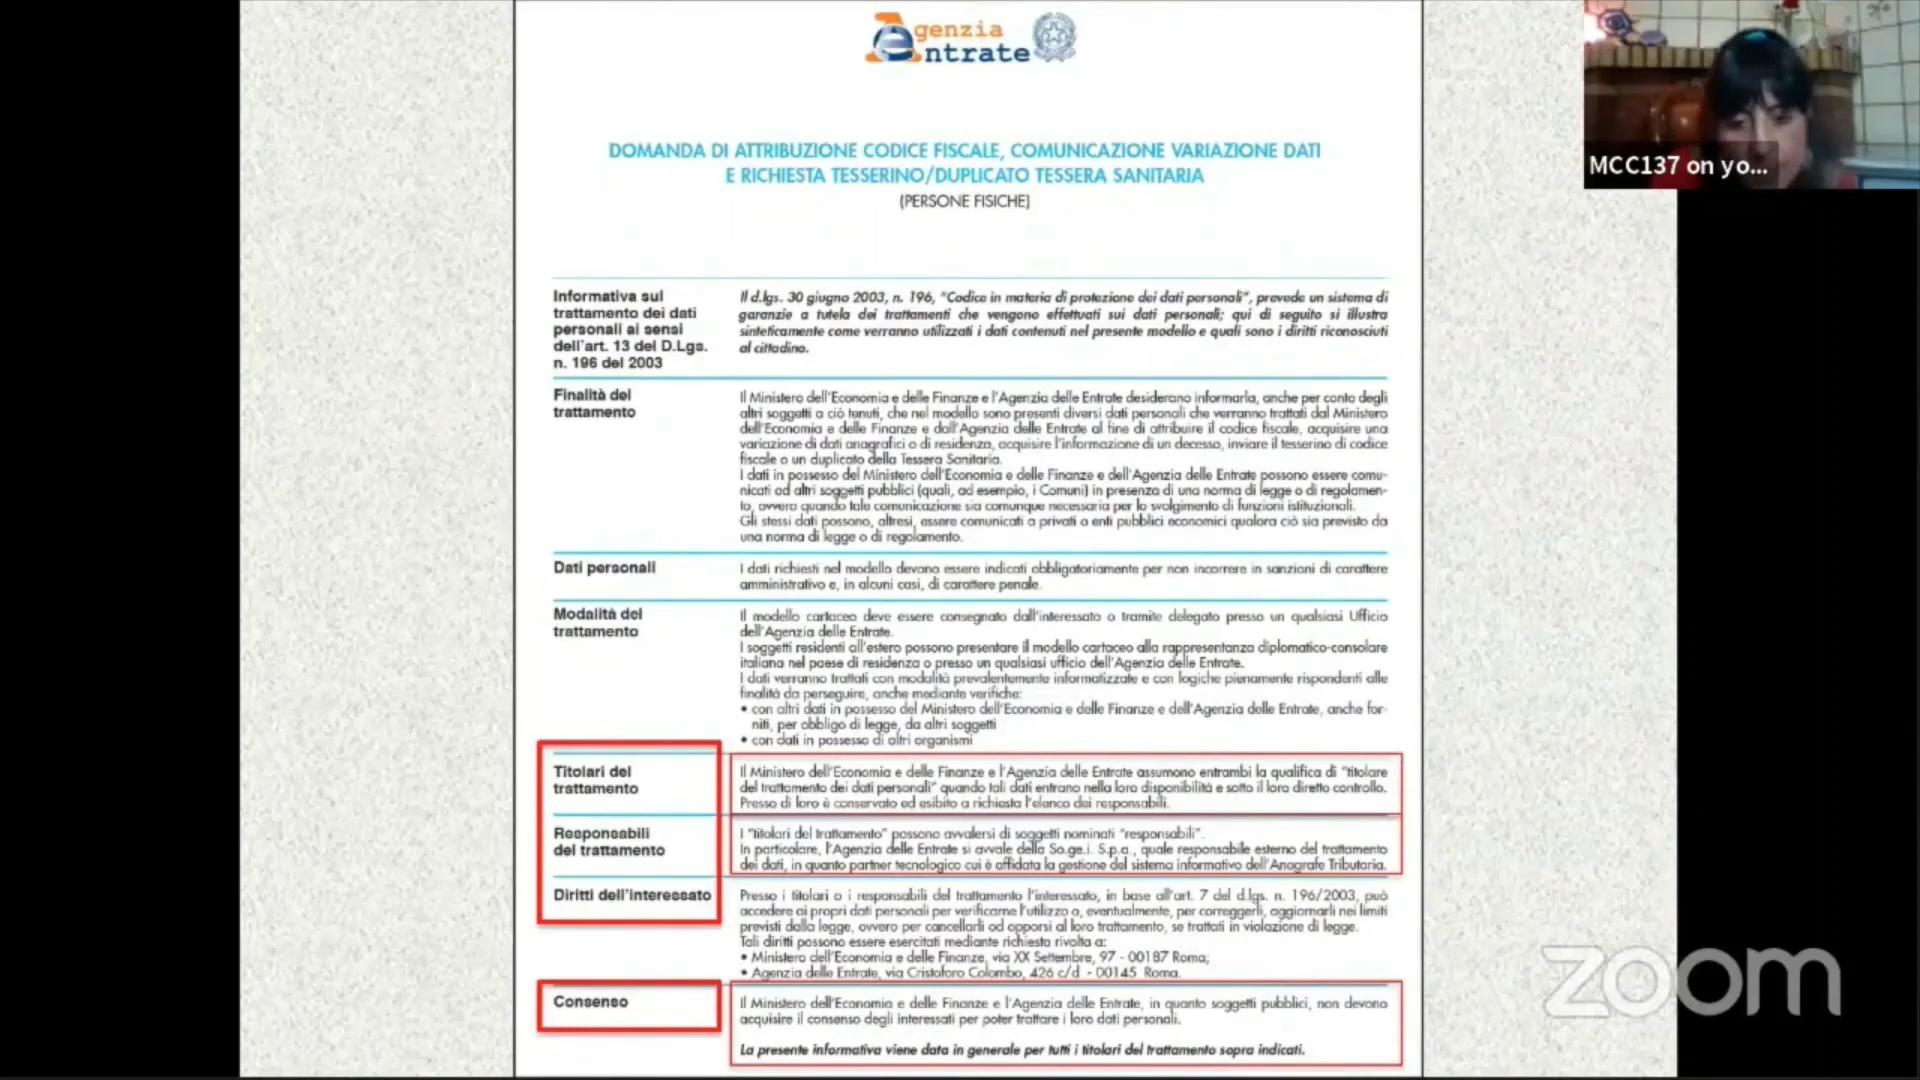 Agenzia
Entrate
MCC137 on yo...
DOMANDA DI ATTRIBUZIONE CODICE FISCALE, COMUNICAZIONE VARIAZIONE DATI
E RICHIESTA TESSERINO/DUPLICATO TESSERA SANITARIA
(PERSONE FISICHE)
Informativa sul
trattamento dei dati
personali ai sensi
dell'art. 13 del D.Lgs.
n. 196 del 2003
Il d.lgs. 30 giugno 2003, n. 196, "Codice in materia di protezione dei dati personali", prevede un sistema di
garanzie a tutela dei trattamenti che vengono effettuati sui dati personali; qui di seguito si illustra
sinteticamente come verranno utilizzati i dati contenuti nel presente modello e quali sono i diritti riconosciuti
al cittadino.
Finalità del
trattamento
Il Ministero dell'Economia e delle Finanze e l'Agenzia delle Entrate desiderano informarla, anche per conto degli
altri soggetti a ciò tenuti, che nel modello sono presenti diversi dati personali che verranno trattati dal Ministero
dell'Economia e delle Finanze e dall'Agenzia delle Entrate al fine di attribuire il codice fiscale, acquisire una
variazione di dati anagrafici o di residenza, acquisire l'informazione di un decesso, inviare il tesserino di codice
fiscale o un duplicato della Tessera Sanitaria.
I dati in possesso del Ministero dell'Economia e delle Finanze e dell'Agenzia delle Entrate possono essere comu-
nicati ad altri soggetti pubblici (quali, ad esempio, i Comuni) in presenza di una norma di legge o di regolamen-
to, ovvero quando tale comunicazione sia comunque necessaria per lo svolgimento di funzioni istituzionali.
Gli stessi dati possono, altresì, essere comunicati a privati o enti pubblici economici qualora ciò sia previsto da
una norma di legge o di regolamento.
Dati personali
I dati richiesti nel modello devono essere indicati obbligatoriamente per non incorrere in sanzioni di carattere
amministrativo e, in alcuni casi, di carattere penale.
Modalità del
trattamento
Il modello cartaceo deve essere consegnato dall'interessato o tramite delegato presso un qualsiasi Ufficio
dell'Agenzia delle Entrate.
I soggetti residenti all'estero possono presentare il modello cartaceo alla rappresentanza diplomatico-consolare
italiana nel paese di residenza o presso un qualsiasi ufficio dell'Agenzia delle Entrate.
I dati verranno trattati con modalità prevalentemente informatizzate e con logiche pienamente rispondenti alle
finalità da perseguire, anche mediante verifiche:
• con altri dati in possesso del Ministero dell'Economia e delle Finanze e dell'Agenzia delle Entrate, anche for-
niti, per obbligo di legge, da altri soggetti
• con dati in possesso di altri organismi
Titolari del
trattamento
Il Ministero dell'Economia e delle Finanze e l'Agenzia delle Entrate assumono entrambi la qualifica di "titolare
del trattamento dei dati personali" quando tali dati entrano nella loro disponibilità e sotto il loro diretto controllo.
Presso di loro è conservato ed esibito a richiesta l'elenco dei responsabili.
Responsabili
del trattamento
I "titolari del trattamento" possono avvalersi di soggetti nominati "responsabili".
In particolare, l'Agenzia delle Entrate si avvale della So.ge.i. S.p.a., quale responsabile esterno del trattamento
dei dati, in quanto partner tecnologico cui è affidata la gestione del sistema informativo dell'Anagrafe Tributaria.
Diritti dell'interessato
Presso i titolari o i responsabili del trattamento l'interessato, in base all'art. 7 del d.lgs. n. 196/2003, può
accedere ai propri dati personali per verificarne l'utilizzo o, eventualmente, per correggerli, aggiornarli nei limiti
previsti dalla legge, ovvero per cancellarli od opporsi al loro trattamento, se trattati in violazione di legge.
Tali diritti possono essere esercitati mediante richiesta rivolta a:
• Ministero dell'Economia e delle Finanze, via XX Settembre, 97 - 00187 Roma;
• Agenzia delle Entrate, via Cristoforo Colombo, 426 c/d - 00145 Roma.
Consenso
Il Ministero dell'Economia e delle Finanze e l'Agenzia delle Entrate, in quanto soggetti pubblici, non devono
acquisire il consenso degli interessati per poter trattare i loro dati personali.
La presente informativa viene data in generale per tutti i titolari del trattamento sopra indicati.
zoom